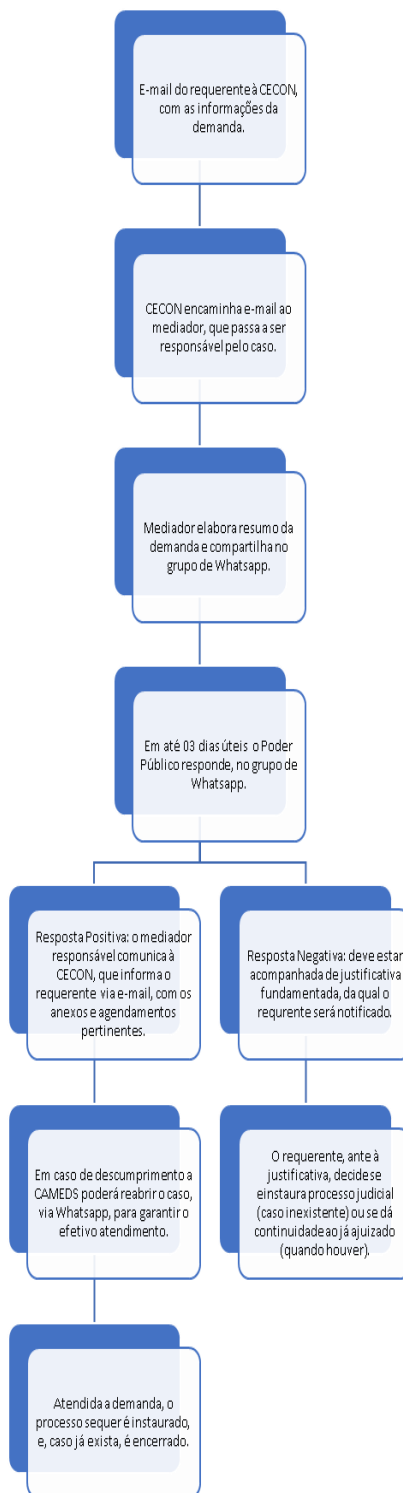 E-mail do requerente à CECON,
com as informações da
demanda.
CECON encaminha e-mail ao
mediador, que passa a ser
responsável pelo caso.
Mediador elabora resumo da
demanda e compartilha no
grupo de Whatsapp.
Em até 03 dias úteis o Poder
Público responde, no grupo de
Whatsapp.
Resposta Positiva: o mediador
responsável comunica à
CECON, que informa o
requerente via e-mail, com os
anexos e agendamentos
pertinentes.
Resposta Negativa: deve estar
acompanhada de justificativa
fundamentada, da qual o
requrente será notificado.
Em caso de descumprimento a
CAMEDS poderá reabrir o caso,
via Whatsapp, para garantir o
efetivo atendimento.
O requerente, ante à
justificativa, decide se
einstaura processo judicial
(caso inexistente) ou se dá
continuidade ao já ajuizado
(quando houver).
Atendida a demanda, o
processo sequer é instaurado,
e, caso já exista, é encerrado.